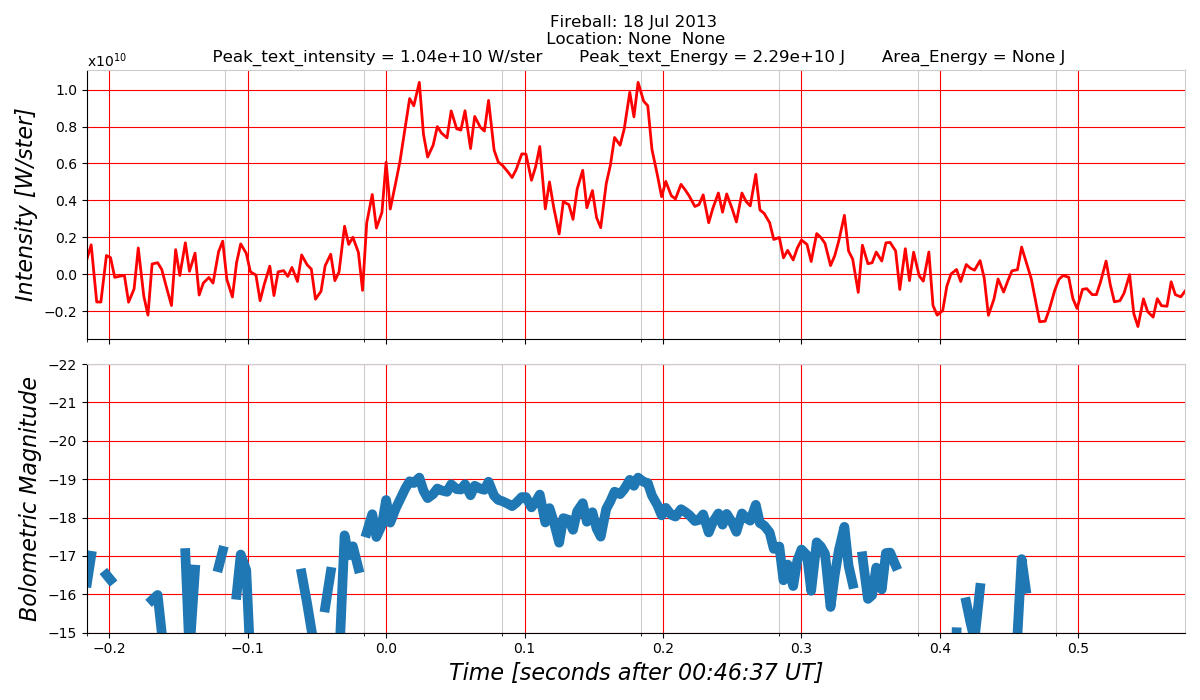 Fireball: 18 Jul 2013
Location: None  None
Peak_text_intensity = 1.04e+10 W/ster       Peak_text_Energy = 2.29e+10 J       Area_Energy = None J
x10¹⁰
1.0
0.8
0.6
0.4
0.2
0.0
−0.2
Intensity [W/ster]
−22
−21
−20
−19
−18
−17
−16
−15
Bolometric Magnitude
−0.2 −0.1 0.0 0.1 0.2 0.3 0.4 0.5
Time [seconds after 00:46:37 UT]